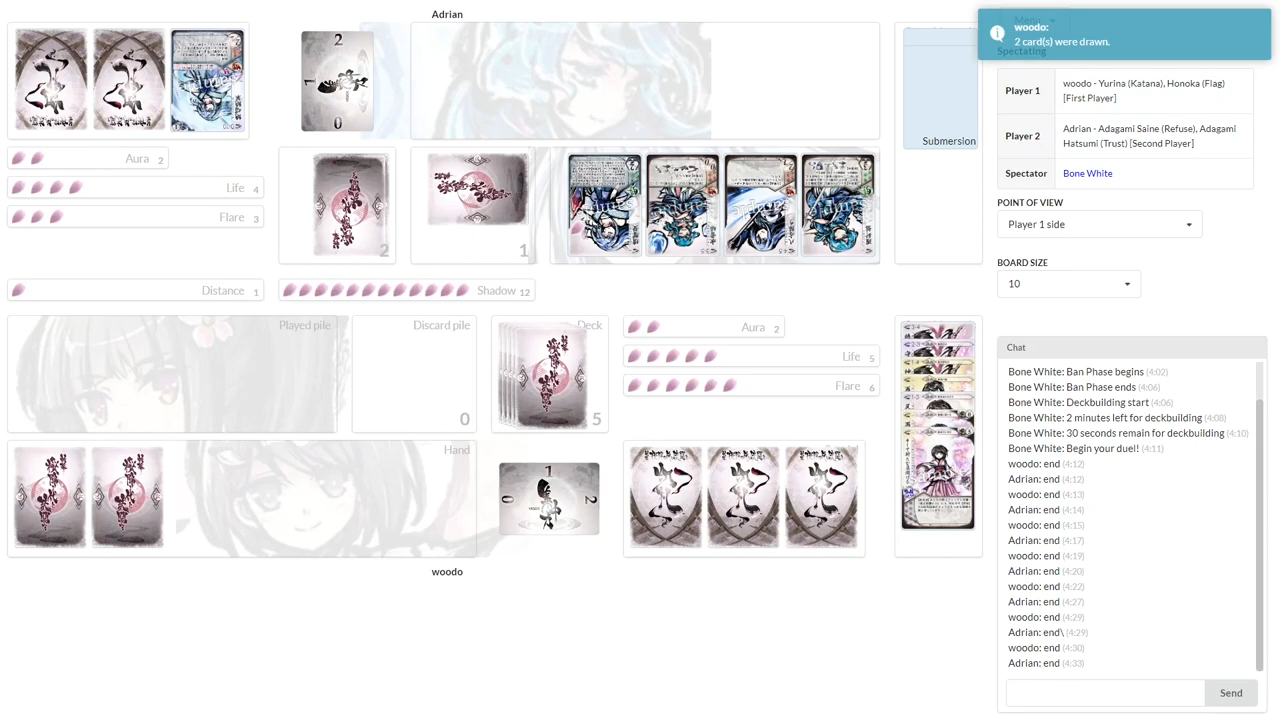 Adrian
woodo:
2 card(s) were drawn.
Spectating
2
1
0
Submersion
Player 1
woodo - Yurina (Katana), Honoka (Flag)
[First Player]
Player 2
Adrian - Adagami Saine (Refuse), Adagami
Hatsumi (Trust) [Second Player]
Spectator
Bone White
Aura 2
Life 4
Flare 3
2
1
POINT OF VIEW
Player 1 side
BOARD SIZE
10
Distance 1
Shadow 12
Played pile
Discard pile
0
Deck
5
Aura 2
Life 5
Flare 6
Hand
1
0
2
woodo
Chat
Bone White: Ban Phase begins (4:02)
Bone White: Ban Phase ends (4:06)
Bone White: Deckbuilding start (4:06)
Bone White: 2 minutes left for deckbuilding (4:08)
Bone White: 30 seconds remain for deckbuilding (4:10)
Bone White: Begin your duel! (4:11)
woodo: end (4:12)
Adrian: end (4:12)
woodo: end (4:13)
Adrian: end (4:14)
woodo: end (4:15)
Adrian: end (4:17)
woodo: end (4:19)
Adrian: end (4:20)
woodo: end (4:22)
Adrian: end (4:27)
woodo: end (4:29)
Adrian: end\ (4:29)
woodo: end (4:30)
Adrian: end (4:33)
Send